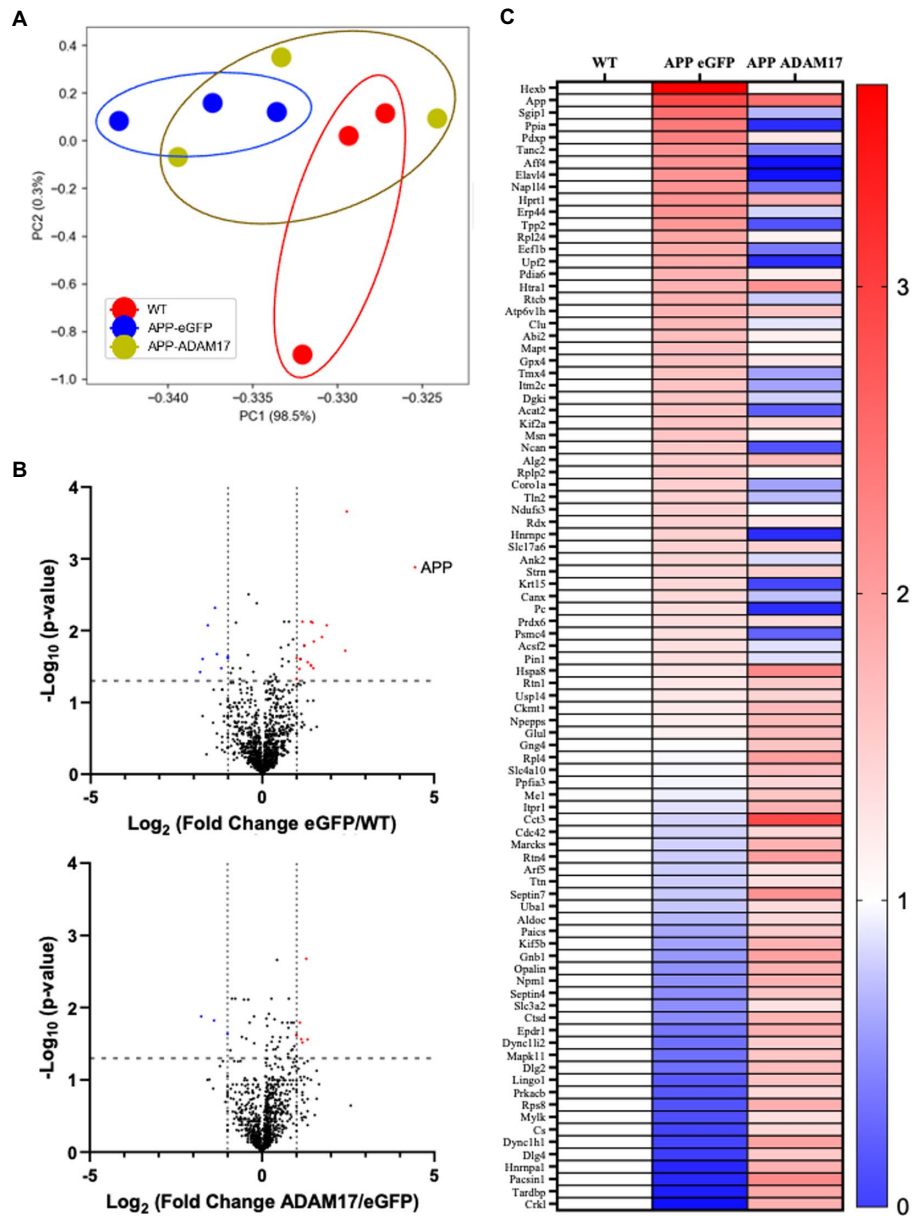 A
0.4
0.2
0.0
−0.2
−0.4
−0.6
−0.8
−1.0
PC2 (0.3%)
WT
APP-eGFP
APP-ADAM17
−0.340
−0.335
−0.330
−0.325
PC1 (98.5%)
B
4
3
2
1
0
-Log10 (p-value)
APP
-5
0
5
Log2 (Fold Change eGFP/WT)
4
3
2
1
0
-Log10 (p-value)
-5
0
5
Log2 (Fold Change ADAM17/eGFP)
C
WT APP eGFP APP ADAM17
Hexb
App
Sgip1
Ppia
Pdxp
Tanc2
Aff4
Elavl4
Nap1l4
Hprt1
Erp44
Tpp2
Rpl24
Eef1b
Upf2
Pdia6
Htra1
Rtcb
Atp6v1h
Clu
Abi2
Mapt
Gpx4
Tmx4
Itm2c
Dgki
Acat2
Kif2a
Msn
Ncan
Alg2
Rplp2
Coro1a
Tln2
Ndufs3
Rdx
Hnrnpc
Slc17a6
Ank2
Strn
Krt15
Canx
Pc
Prdx6
Psmc4
Acsf2
Pin1
Hspa8
Rtn1
Usp14
Ckmt1
Npepps
Glul
Gng4
Rpl4
Slc4a10
Ppfia3
Me1
Itpr1
Cct3
Cdc42
Marcks
Rtn4
Arf5
Ttn
Septin7
Uba1
Aldoc
Paics
Kif5b
Gnb1
Opalin
Npm1
Septin4
Slc3a2
Ctsd
Epdr1
Dync1li2
Mapk11
Dlg2
Lingo1
Prkacb
Rps8
Mylk
Cs
Dync1h1
Dlg4
Hnrnpa1
Pacsin1
Tardbp
Crkl
3
2
1
0